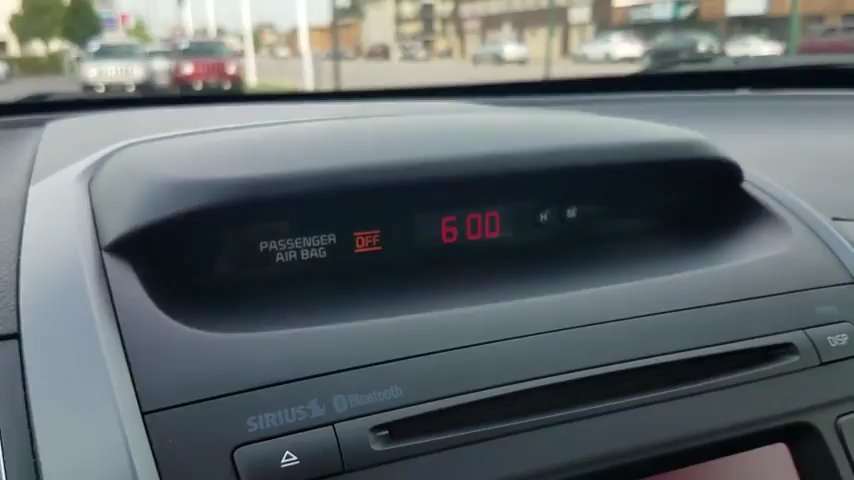 PASSENGER
AIR BAG
OFF
6 00
H
DISP
SIRIUS
Bluetooth